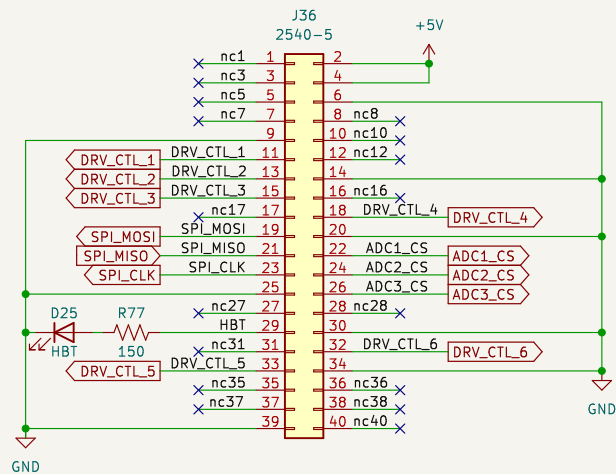 J36
2540-5
+5V
nc1 1 2
nc3 3 4
nc5 5 6
nc7 7 8 nc8
9 10 nc10
DRV_CTL_1 DRV_CTL_1 11 12 nc12
DRV_CTL_2 DRV_CTL_2 13 14
DRV_CTL_3 DRV_CTL_3 15 16 nc16
nc17 17 18 DRV_CTL_4 DRV_CTL_4
SPI_MOSI SPI_MOSI 19 20
SPI_MISO SPI_MISO 21 22 ADC1_CS ADC1_CS
SPI_CLK SPI_CLK 23 24 ADC2_CS ADC2_CS
25 26 ADC3_CS ADC3_CS
D25 R77 nc27 27 28 nc28
HBT 150 HBT 29 30
nc31 31 32 DRV_CTL_6 DRV_CTL_6
DRV_CTL_5 DRV_CTL_5 33 34
nc35 35 36 nc36
nc37 37 38 nc38
39 40 nc40
GND
GND